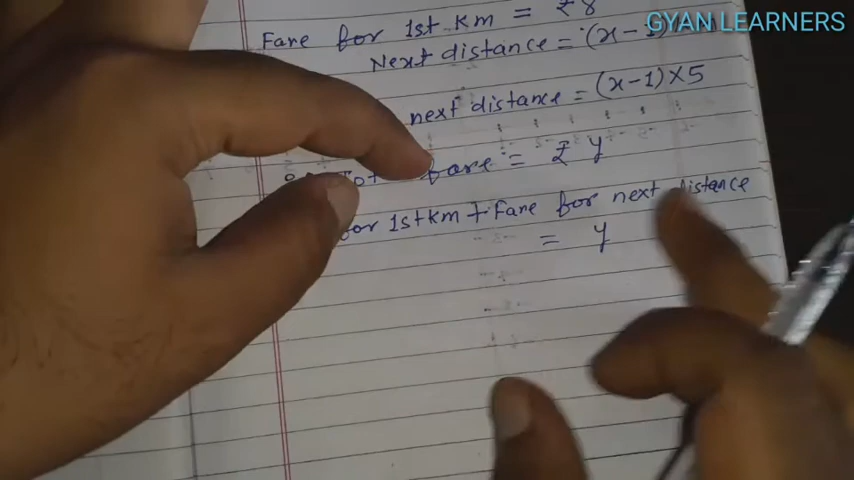 GYAN LEARNERS
Fare for 1st km = ₹8
Next distance = (x-1)
next distance = (x-1)×5
fare = ₹ y
for 1st km + Fare for next distance
= y